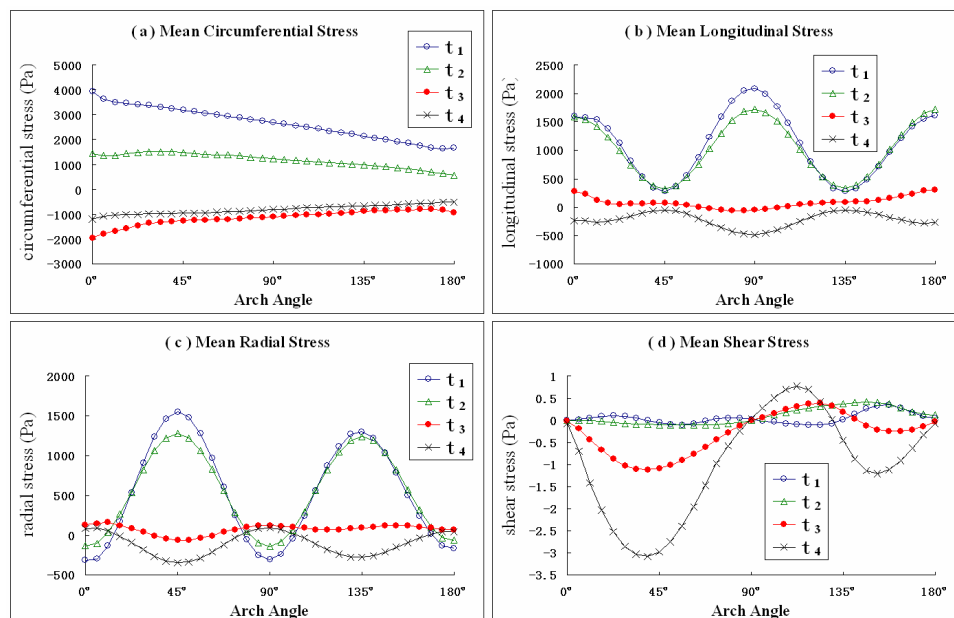 ( a ) Mean Circumferential Stress
circumferential stress (Pa)
5000
4000
3000
2000
1000
0
-1000
-2000
-3000
0°
45°
90°
135°
180°
Arch Angle
t1
t2
t3
t4
( b ) Mean Longitudinal Stress
longitudinal stress (Pa)
2500
2000
1500
1000
500
0
-500
-1000
0°
45°
90°
135°
180°
Arch Angle
t1
t2
t3
t4
( c ) Mean Radial Stress
radial stress (Pa)
2000
1500
1000
500
0
-500
0°
45°
90°
135°
180°
Arch Angle
t1
t2
t3
t4
( d ) Mean Shear Stress
shear stress (Pa)
1
0.5
0
-0.5
-1
-1.5
-2
-2.5
-3
-3.5
0°
45°
90°
135°
180°
Arch Angle
t1
t2
t3
t4